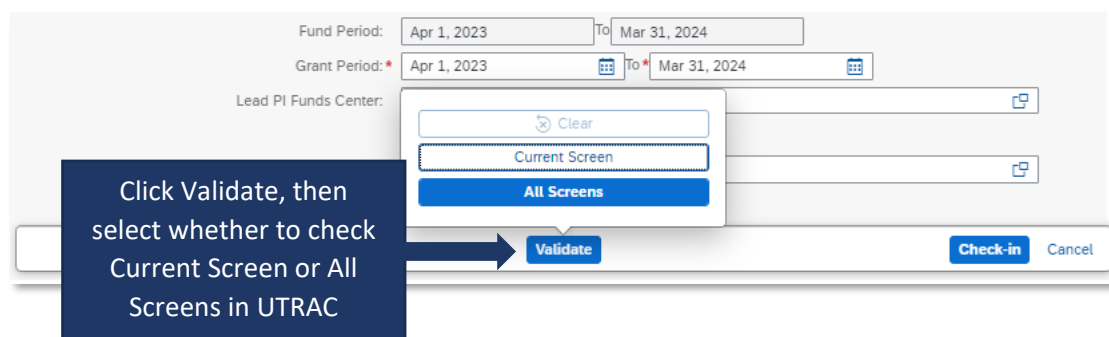 Fund Period: Apr 1, 2023 To Mar 31, 2024
Grant Period: * Apr 1, 2023 To * Mar 31, 2024
Lead PI Funds Center:
Clear
Current Screen
All Screens
Click Validate, then
select whether to check
Current Screen or All
Screens in UTRAC
Validate
Check-in Cancel